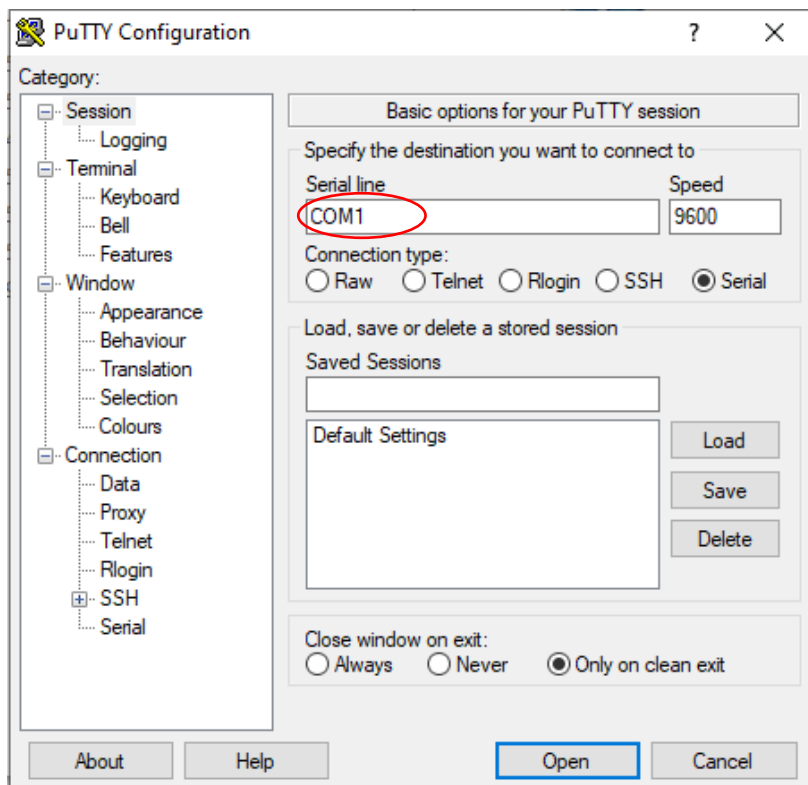 PuTTY Configuration
Category:
Session
Logging
Terminal
Keyboard
Bell
Features
Window
Appearance
Behaviour
Translation
Selection
Colours
Connection
Data
Proxy
Telnet
Rlogin
SSH
Serial
Basic options for your PuTTY session
Specify the destination you want to connect to
Serial line Speed
COM1 9600
Connection type:
Raw Telnet Rlogin SSH Serial
Load, save or delete a stored session
Saved Sessions
Default Settings
Load
Save
Delete
Close window on exit:
Always Never Only on clean exit
About Help Open Cancel